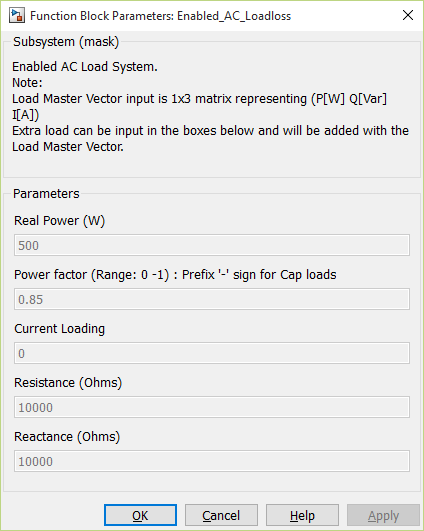 Function Block Parameters: Enabled_AC_Loadloss
Subsystem (mask)
Enabled AC Load System.
Note:
Load Master Vector input is 1x3 matrix representing (P[W] Q[Var]
I[A])
Extra load can be input in the boxes below and will be added with the
Load Master Vector.
Parameters
Real Power (W)
500
Power factor (Range: 0 -1) : Prefix '-' sign for Cap loads
0.85
Current Loading
0
Resistance (Ohms)
10000
Reactance (Ohms)
10000
OK Cancel Help Apply